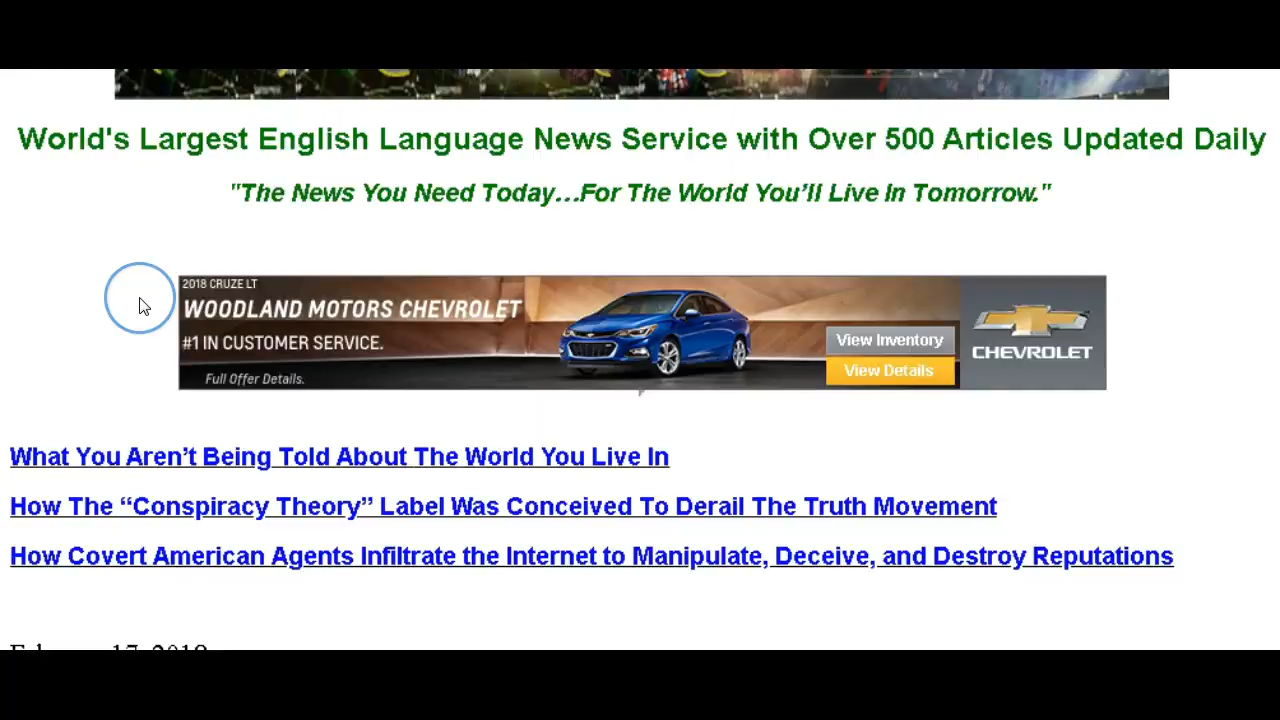 World's Largest English Language News Service with Over 500 Articles Updated Daily
"The News You Need Today…For The World You’ll Live In Tomorrow."
2018 CRUZE LT
WOODLAND MOTORS CHEVROLET
#1 IN CUSTOMER SERVICE.
Full Offer Details.
View Inventory
View Details
CHEVROLET
What You Aren’t Being Told About The World You Live In
How The “Conspiracy Theory” Label Was Conceived To Derail The Truth Movement
How Covert American Agents Infiltrate the Internet to Manipulate, Deceive, and Destroy Reputations
February 17, 2018